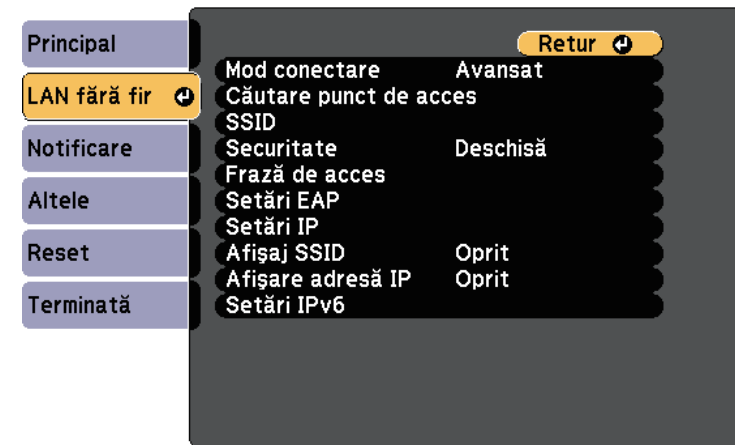 Principal
LAN fără fir
Notificare
Altele
Reset
Terminată
Retur
Mod conectare Avansat
Căutare punct de acces
SSID
Securitate Deschisă
Frază de acces
Setări EAP
Setări IP
Afişaj SSID Oprit
Afişare adresă IP Oprit
Setări IPv6